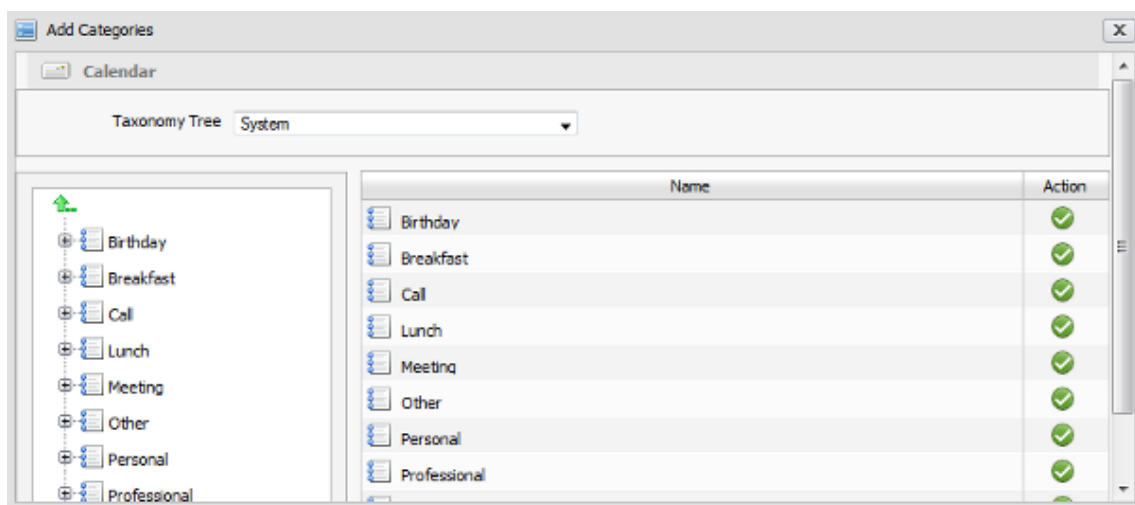 Add Categories
Calendar
Taxonomy Tree System
Birthday
Breakfast
Call
Lunch
Meeting
Other
Personal
Professional
Name Action
Birthday
Breakfast
Call
Lunch
Meeting
Other
Personal
Professional